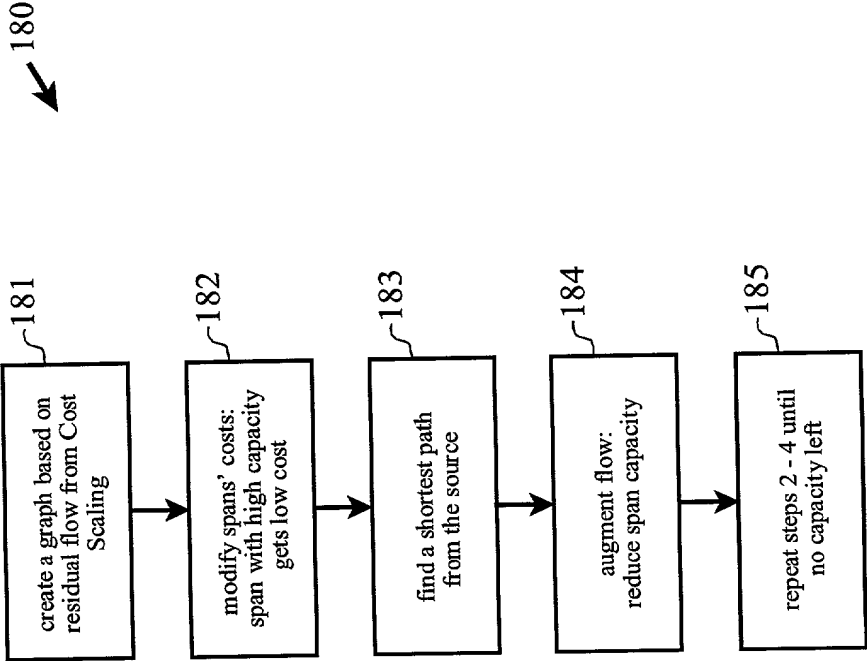 180
181
create a graph based on
residual flow from Cost
Scaling
182
modify spans' costs:
span with high capacity
gets low cost
183
find a shortest path
from the source
184
augment flow:
reduce span capacity
185
repeat steps 2 - 4 until
no capacity left